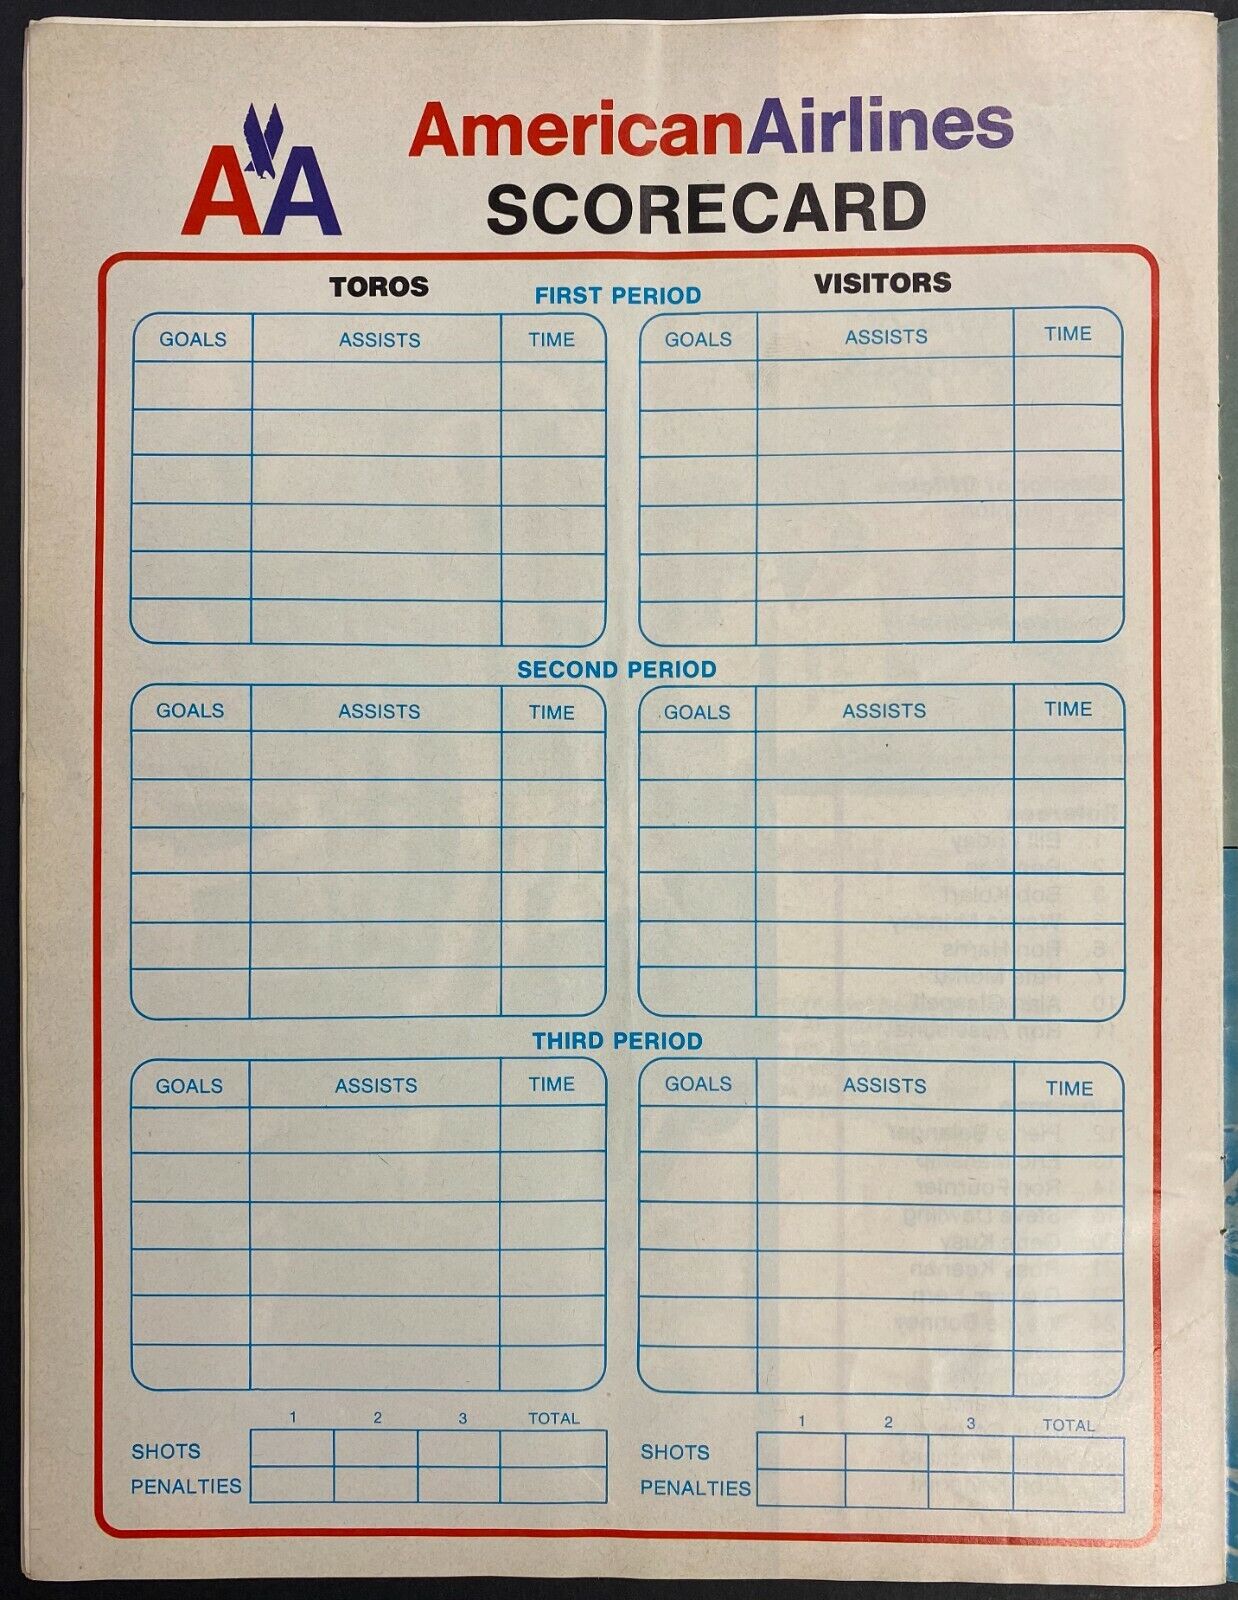 AA
AmericanAirlines
SCORECARD
TOROS
FIRST PERIOD
VISITORS
GOALS ASSISTS TIME GOALS ASSISTS TIME
SECOND PERIOD
GOALS ASSISTS TIME GOALS ASSISTS TIME
THIRD PERIOD
GOALS ASSISTS TIME GOALS ASSISTS TIME
1 2 3 TOTAL 1 2 3 TOTAL
SHOTS SHOTS
PENALTIES PENALTIES